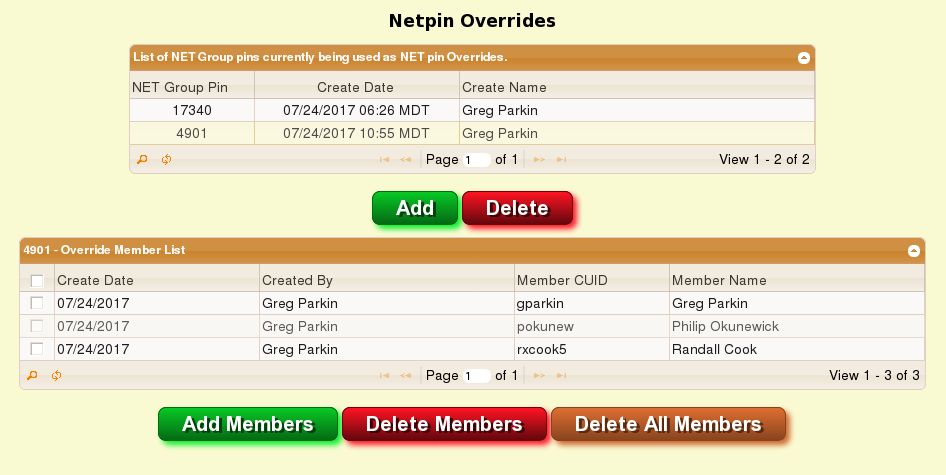 Netpin Overrides
List of NET Group pins currently being used as NET pin Overrides.
NET Group Pin Create Date Create Name
17340 07/24/2017 06:26 MDT Greg Parkin
4901 07/24/2017 10:55 MDT Greg Parkin
Page 1 of 1 View 1 - 2 of 2
Add Delete
4901 - Override Member List
Create Date Created By Member CUID Member Name
07/24/2017 Greg Parkin gparkin Greg Parkin
07/24/2017 Greg Parkin pokunew Philip Okunewick
07/24/2017 Greg Parkin rxcook5 Randall Cook
Page 1 of 1 View 1 - 3 of 3
Add Members Delete Members Delete All Members